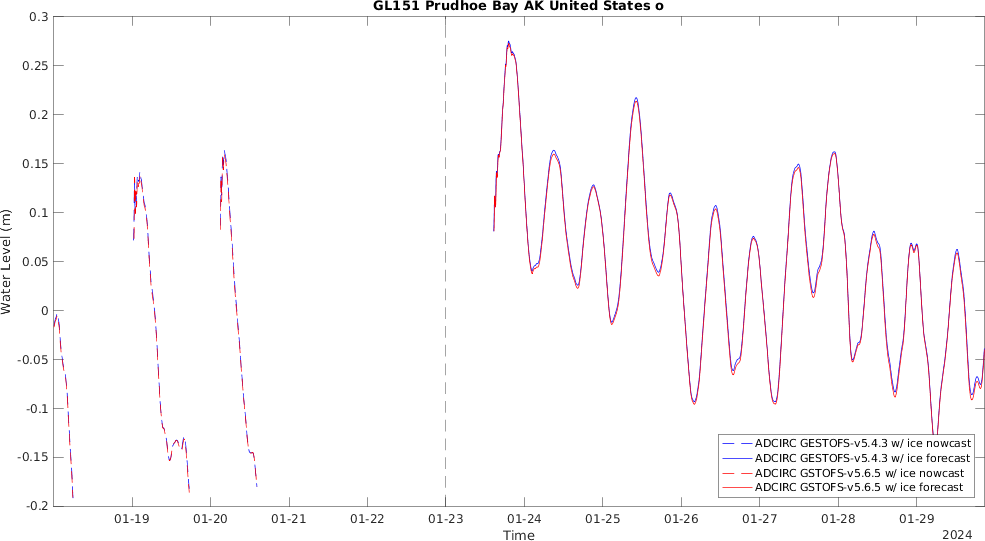 GL151 Prudhoe Bay AK United States o
0.3
0.25
0.2
0.15
0.1
0.05
0
-0.05
-0.1
-0.15
-0.2
Water Level (m)
01-19 01-20 01-21 01-22 01-23 01-24 01-25 01-26 01-27 01-28 01-29
Time
2024
ADCIRC GESTOFS-v5.4.3 w/ ice nowcast
ADCIRC GESTOFS-v5.4.3 w/ ice forecast
ADCIRC GSTOFS-v5.6.5 w/ ice nowcast
ADCIRC GSTOFS-v5.6.5 w/ ice forecast